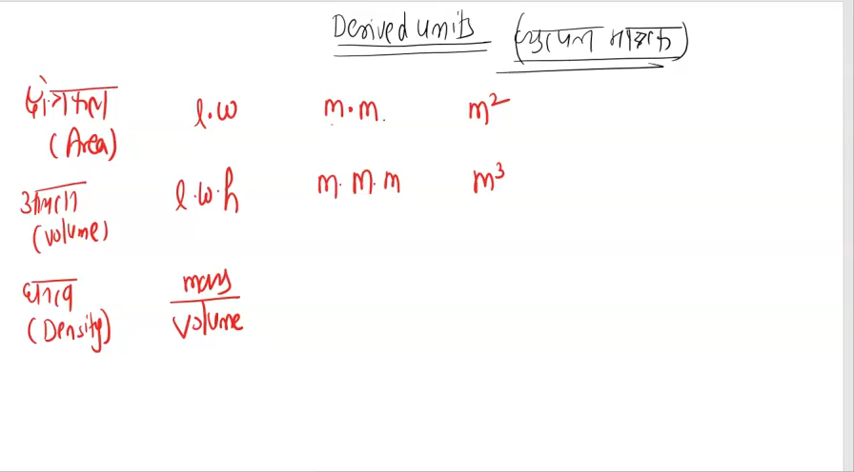 Derived units (व्युत्पन्न मात्रक)
क्षेत्रफल l.w m.m. m²
(Area)
आयतन l.w.h m.m.m m³
(volume)
घनत्व mass
(Density) volume